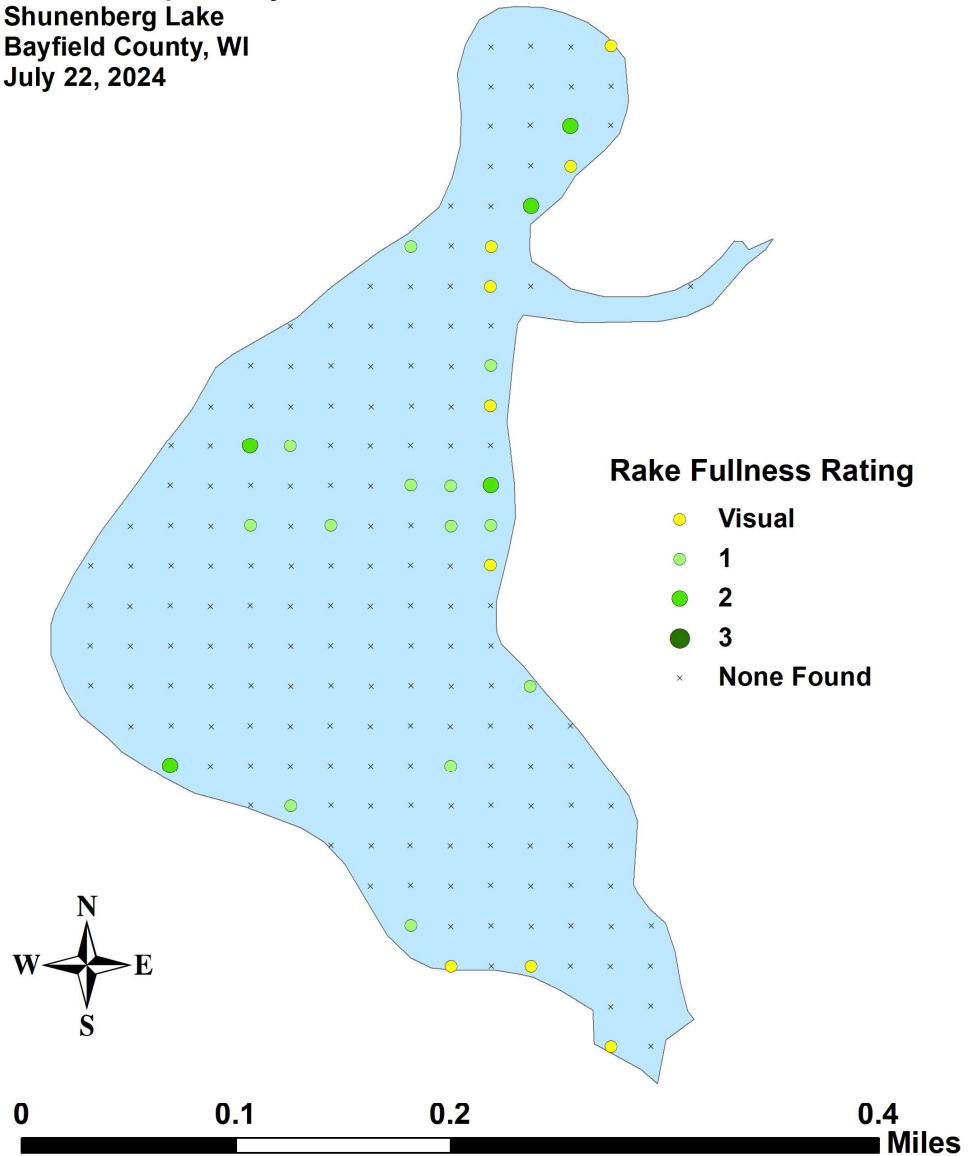 Shunenberg Lake
Bayfield County, WI
July 22, 2024
Rake Fullness Rating
Visual
1
2
3
None Found
N
W E
S
0 0.1 0.2 0.4
Miles